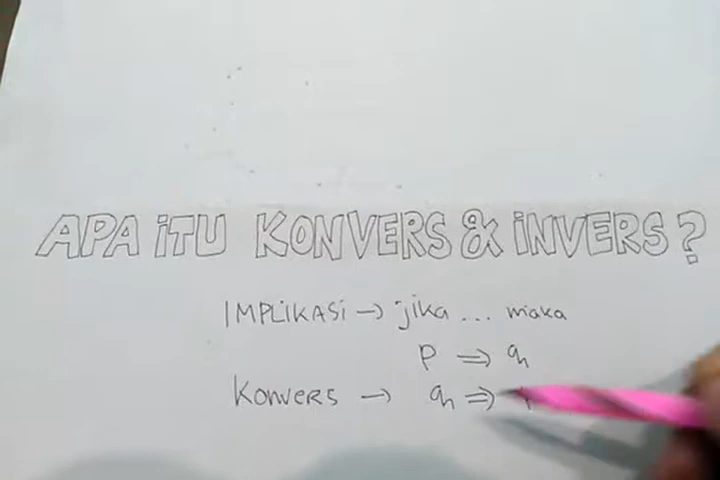 APA iTU KONVERS & iNVERS ?
IMPLIKASI → jika ... maka
P ⇒ q
Konvers → q ⇒